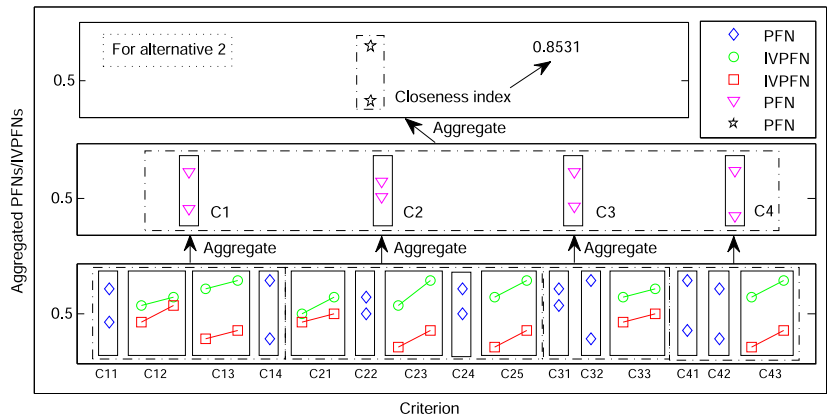 For alternative 2
0.8531
0.5
Closeness index
PFN
IVPFN
IVPFN
PFN
PFN
Aggregate
0.5
C1
C2
C3
C4
Aggregate
Aggregate
Aggregate
0.5
C11
C12
C13
C14
C21
C22
C23
C24
C25
C31
C32
C33
C41
C42
C43
Criterion
Aggregated PFNs/IVPFNs